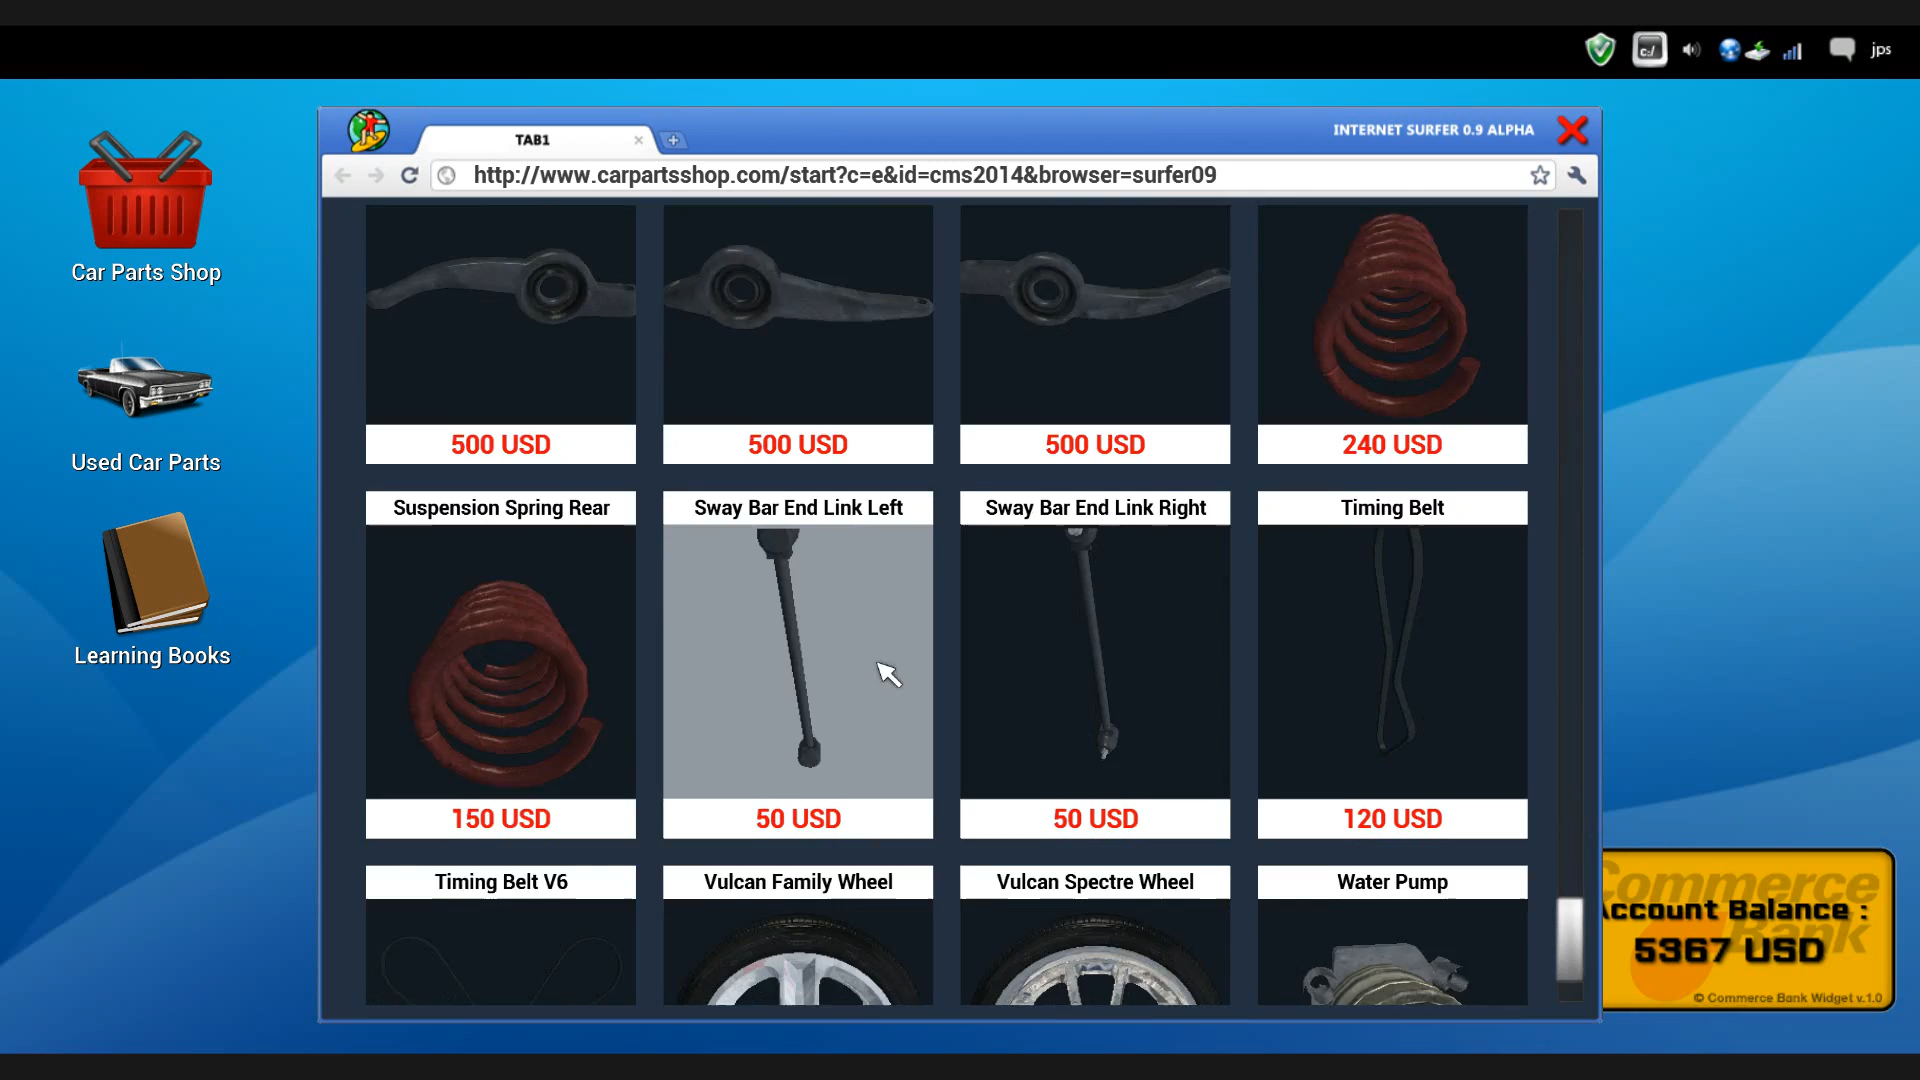 c:/
jps
TAB1
INTERNET SURFER 0.9 ALPHA
http://www.carpartsshop.com/start?c=e&id=cms2014&browser=surfer09
Car Parts Shop
Used Car Parts
Learning Books
500 USD
500 USD
500 USD
240 USD
Suspension Spring Rear
Sway Bar End Link Left
Sway Bar End Link Right
Timing Belt
150 USD
50 USD
50 USD
120 USD
Timing Belt V6
Vulcan Family Wheel
Vulcan Spectre Wheel
Water Pump
Commerce
Bank
Account Balance :
5367 USD
© Commerce Bank Widget v.1.0